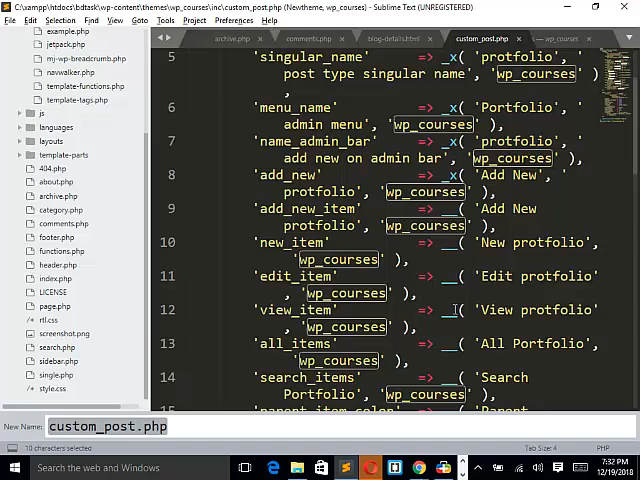 C:\xampp\htdocs\bdtask\wp-content\themes\wp_courses\inc\custom_post.php (Newtheme, wp_courses) - Sublime Text (UNREGISTERED)
File Edit Selection Find View Goto Tools Project Preferences Help
example.php
jetpack.php
mj-wp-breadcrumb.php
navwalker.php
template-functions.php
template-tags.php
js
languages
layouts
template-parts
404.php
about.php
archive.php
category.php
comments.php
footer.php
functions.php
header.php
index.php
LICENSE
page.php
rtl.css
screenshot.png
search.php
sidebar.php
single.php
style.css
archive.php comments.php blog-details.html custom_post.php — wp_courses
5 'singular_name' => _x( 'protfolio', '
post type singular name', 'wp_courses' )
,
6 'menu_name' => _x( 'Portfolio', '
admin menu', 'wp_courses' ),
7 'name_admin_bar' => _x( 'protfolio', '
add new on admin bar', 'wp_courses' ),
8 'add_new' => _x( 'Add New', '
protfolio', 'wp_courses' ),
9 'add_new_item' => __( 'Add New
protfolio', 'wp_courses' ),
10 'new_item' => __( 'New protfolio',
'wp_courses' ),
11 'edit_item' => __( 'Edit protfolio'
, 'wp_courses' ),
12 'view_item' => __( 'View protfolio'
, 'wp_courses' ),
13 'all_items' => __( 'All Portfolio',
'wp_courses' ),
14 'search_items' => __( 'Search
Portfolio', 'wp_courses' ),
15 'parent_item_colon' => __( 'Parent
New Name: custom_post.php
10 characters selected Tab Size: 4 PHP
Search the web and Windows
7:32 PM
12/19/2018